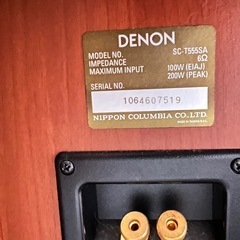 DENON
MODEL NO. SC-T555SA
IMPEDANCE 6Ω
MAXIMUM INPUT 100W (EIAJ)
200W (PEAK)
SERIAL NO.
1064607519
NIPPON COLUMBIA CO. LTD.